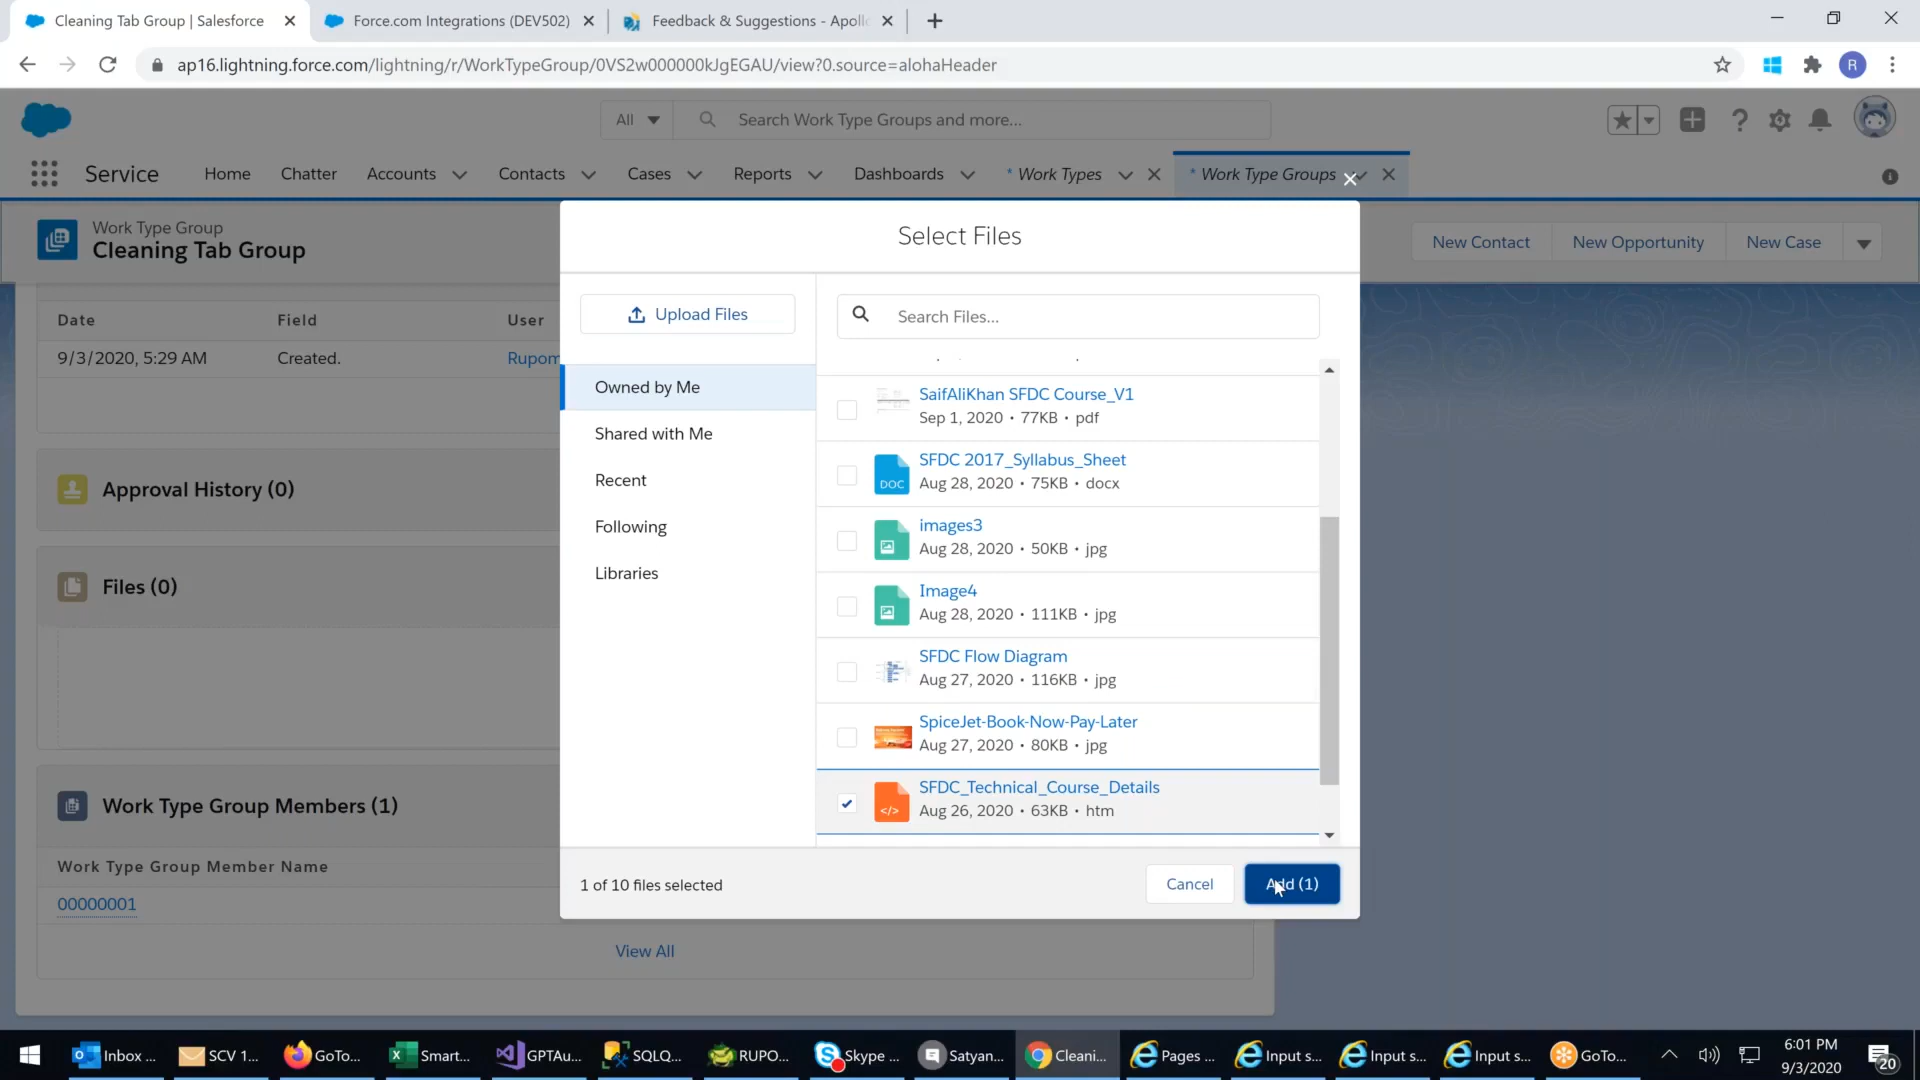 Cleaning Tab Group | Salesforce
Force.com Integrations (DEV502)
Feedback & Suggestions - Apoll
ap16.lightning.force.com/lightning/r/WorkTypeGroup/0VS2w000000kJgEGAU/view?0.source=alohaHeader
R
All
Search Work Type Groups and more...
Service
Home
Chatter
Accounts
Contacts
Cases
Reports
Dashboards
* Work Types
* Work Type Groups
Work Type Group
Cleaning Tab Group
New Contact
New Opportunity
New Case
Date Field User
9/3/2020, 5:29 AM Created. Rupom
Approval History (0)
Files (0)
Work Type Group Members (1)
Work Type Group Member Name
00000001
View All
Select Files
Upload Files
Owned by Me
Shared with Me
Recent
Following
Libraries
Search Files...
SaifAliKhan SFDC Course_V1
Sep 1, 2020 • 77KB • pdf
DOC
SFDC 2017_Syllabus_Sheet
Aug 28, 2020 • 75KB • docx
images3
Aug 28, 2020 • 50KB • jpg
Image4
Aug 28, 2020 • 111KB • jpg
SFDC Flow Diagram
Aug 27, 2020 • 116KB • jpg
SpiceJet-Book-Now-Pay-Later
Aug 27, 2020 • 80KB • jpg
SFDC_Technical_Course_Details
Aug 26, 2020 • 63KB • htm
1 of 10 files selected
Cancel
Add (1)
Inbox ...
SCV 1...
GoTo...
Smart...
GPTAu...
SQLQ...
RUPO...
Skype ...
Satyan...
Cleani...
Pages ...
Input s...
Input s...
Input s...
GoTo...
6:01 PM
9/3/2020
20